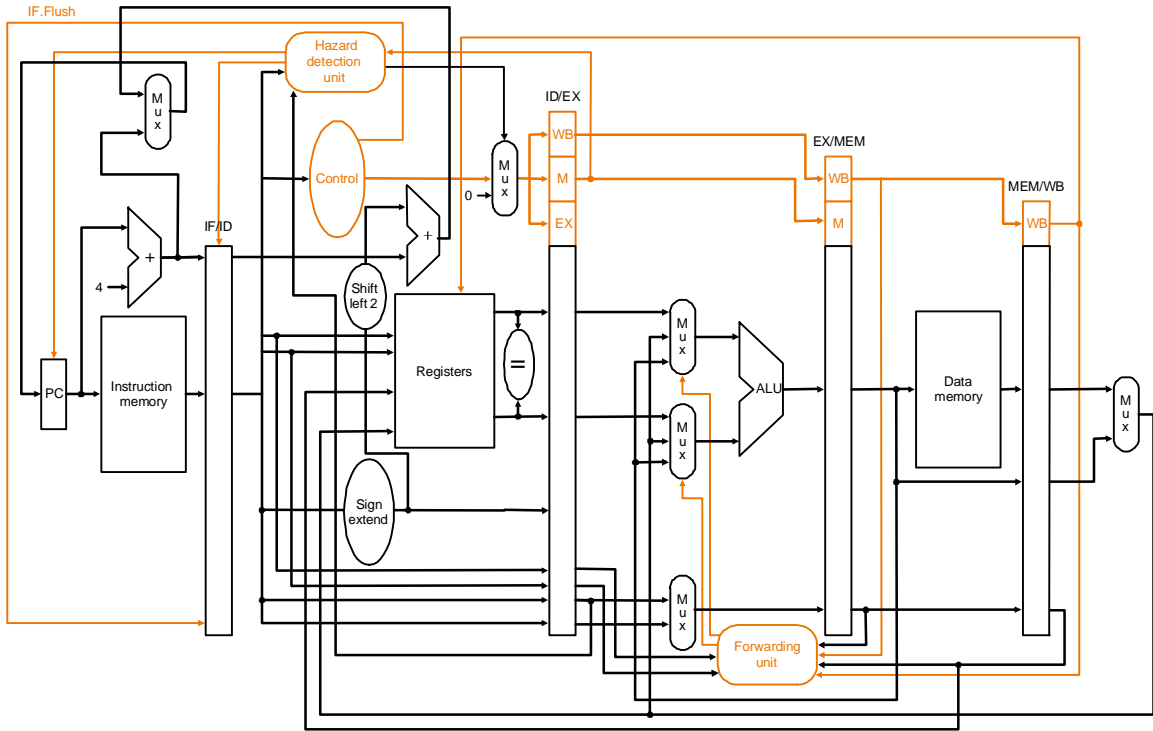 IF.Flush
Hazard
detection
unit
M
u
x
ID/EX
WB
M
EX
EX/MEM
WB
M
MEM/WB
WB
Control
M
u
x
0
IF/ID
+
4
+
Shift
left 2
PC
Instruction
memory
Registers
=
M
u
x
M
u
x
ALU
Data
memory
M
u
x
Sign
extend
M
u
x
Forwarding
unit